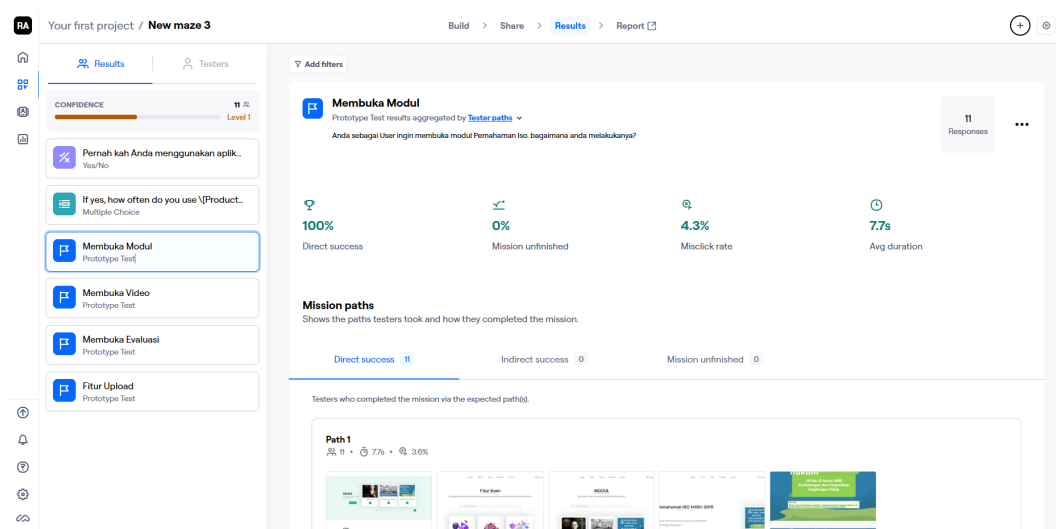 RA
Your first project / New maze 3
Build > Share > Results > Report
Results
Testers
Add filters
CONFIDENCE
11
Level 1
Pernah kah Anda menggunakan aplik...
Yes/No
If yes, how often do you use \[Product...
Multiple Choice
Membuka Modul
Prototype Test
Membuka Video
Prototype Test
Membuka Evaluasi
Prototype Test
Fitur Upload
Prototype Test
Membuka Modul
Prototype Test results aggregated by Tester paths
Anda sebagai User ingin membuka modul Pemahaman Iso. bagaimana anda melakukanya?
11
Responses
100%
Direct success
0%
Mission unfinished
4.3%
Misclick rate
7.7s
Avg duration
Mission paths
Shows the paths testers took and how they completed the mission.
Direct success 11
Indirect success 0
Mission unfinished 0
Testers who completed the mission via the expected path(s).
Path 1
11 • 7.7s • 3.6%
Fitur Kami
MODUL